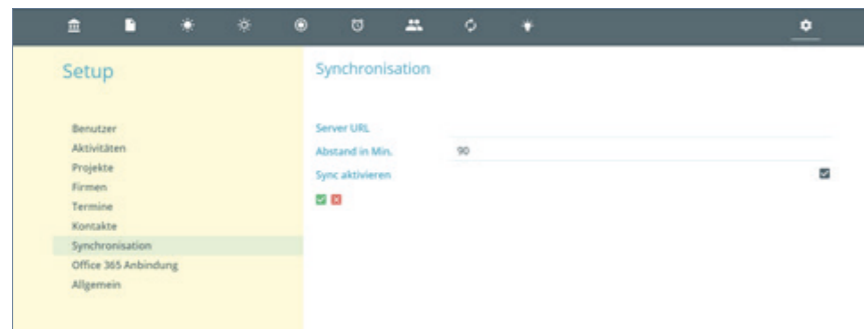 Setup
Benutzer
Aktivitäten
Projekte
Firmen
Termine
Kontakte
Synchronisation
Office 365 Anbindung
Allgemein
Synchronisation
Server URL
Abstand in Min. 90
Sync aktivieren